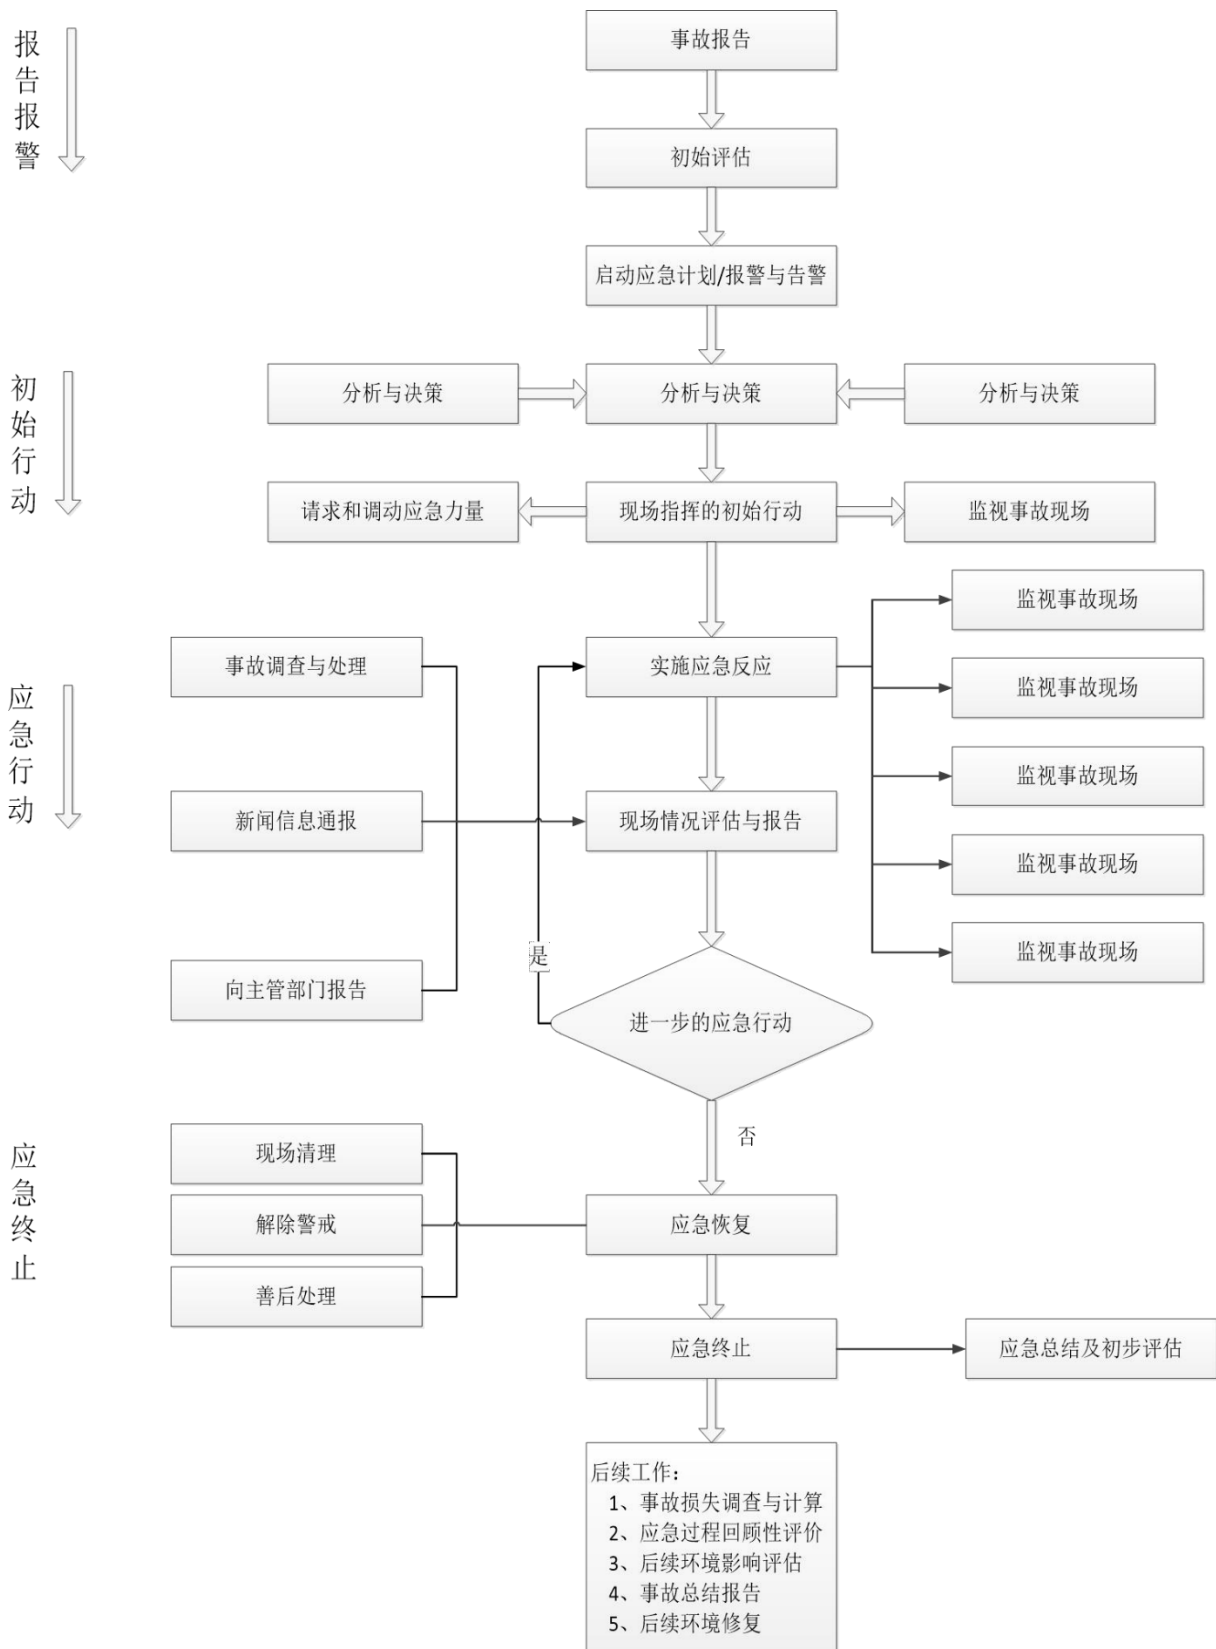 报告报警
事故报告
初始评估
启动应急计划/报警与告警
初始行动
分析与决策
分析与决策
分析与决策
请求和调动应急力量
现场指挥的初始行动
监视事故现场
应急行动
监视事故现场
事故调查与处理
实施应急反应
监视事故现场
监视事故现场
新闻信息通报
现场情况评估与报告
监视事故现场
监视事故现场
是
向主管部门报告
进一步的应急行动
否
应急终止
现场清理
解除警戒
应急恢复
善后处理
应急终止
应急总结及初步评估
后续工作:
1、事故损失调查与计算
2、应急过程回顾性评价
3、后续环境影响评估
4、事故总结报告
5、后续环境修复